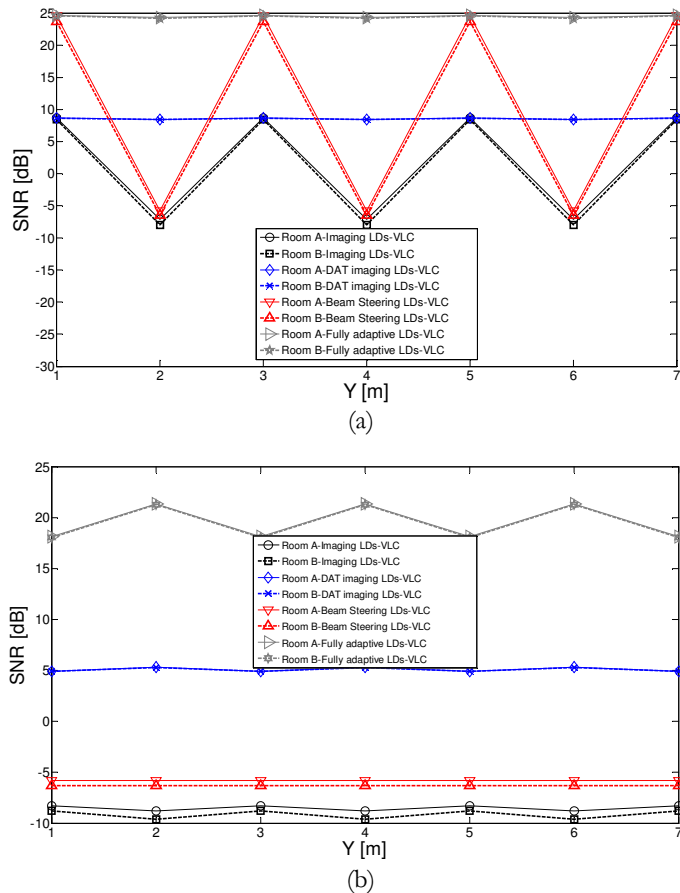 25
20
15
10
5
0
-5
-10
-15
-20
-25
-30
SNR [dB]
Room A-Imaging LDs-VLC
Room B-Imaging LDs-VLC
Room A-DAT imaging LDs-VLC
Room B-DAT imaging LDs-VLC
Room A-Beam Steering LDs-VLC
Room B-Beam Steering LDs-VLC
Room A-Fully adaptive LDs-VLC
Room B-Fully adaptive LDs-VLC
1 2 3 4 5 6 7
Y [m]
(a)
25
20
15
10
5
0
-5
-10
SNR [dB]
Room A-Imaging LDs-VLC
Room B-Imaging LDs-VLC
Room A-DAT imaging LDs-VLC
Room B-DAT imaging LDs-VLC
Room A-Beam Steering LDs-VLC
Room B-Beam Steering LDs-VLC
Room A-Fully adaptive LDs-VLC
Room B-Fully adaptive LDs-VLC
1 2 3 4 5 6 7
Y [m]
(b)